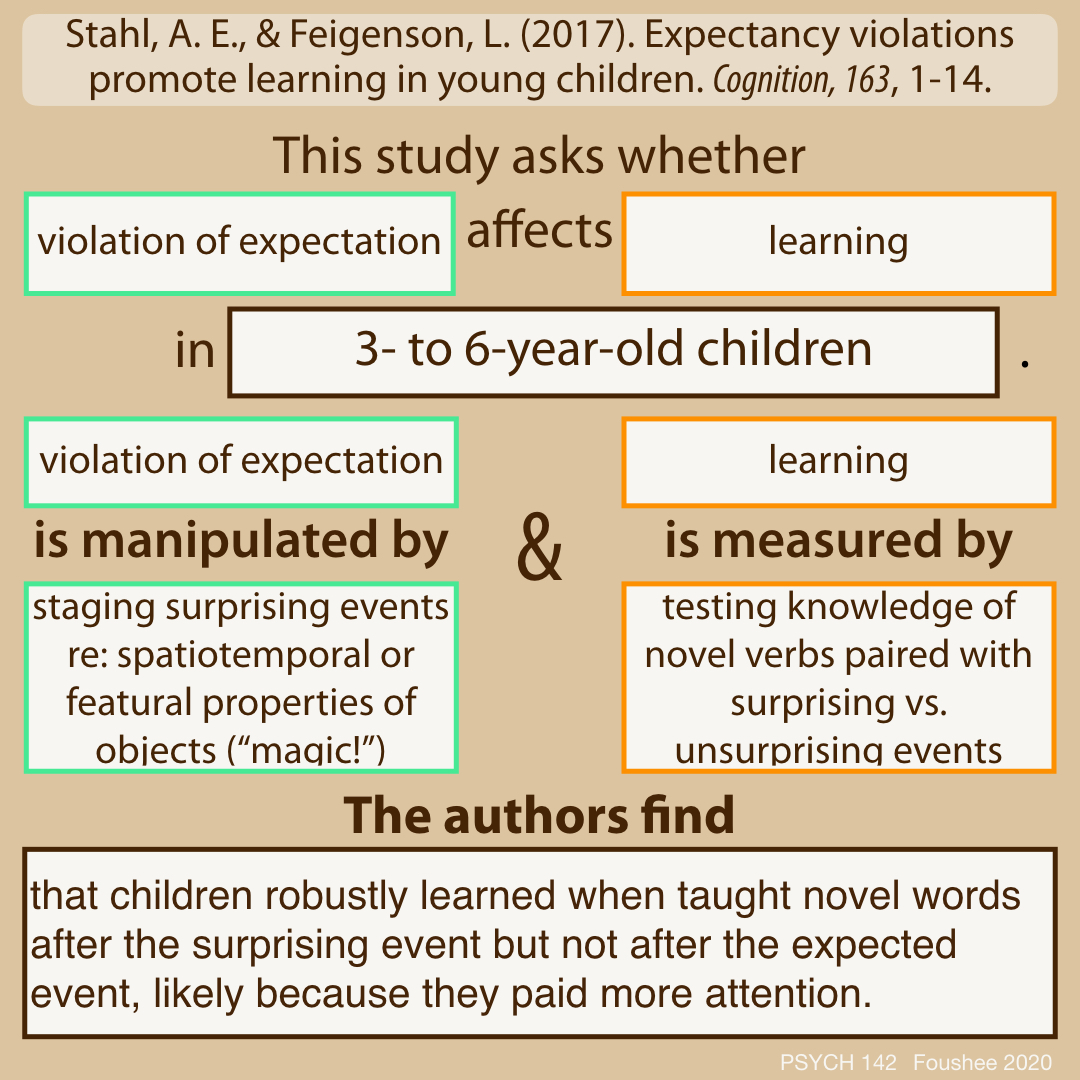 Stahl, A. E., & Feigenson, L. (2017). Expectancy violations
promote learning in young children. Cognition, 163, 1-14.
This study asks whether
violation of expectation affects learning
in 3- to 6-year-old children .
violation of expectation
is manipulated by
staging surprising events
re: spatiotemporal or
featural properties of
objects (“magic!”)
&
learning
is measured by
testing knowledge of
novel verbs paired with
surprising vs.
unsurprising events
The authors find
that children robustly learned when taught novel words
after the surprising event but not after the expected
event, likely because they paid more attention.
PSYCH 142 Foushee 2020